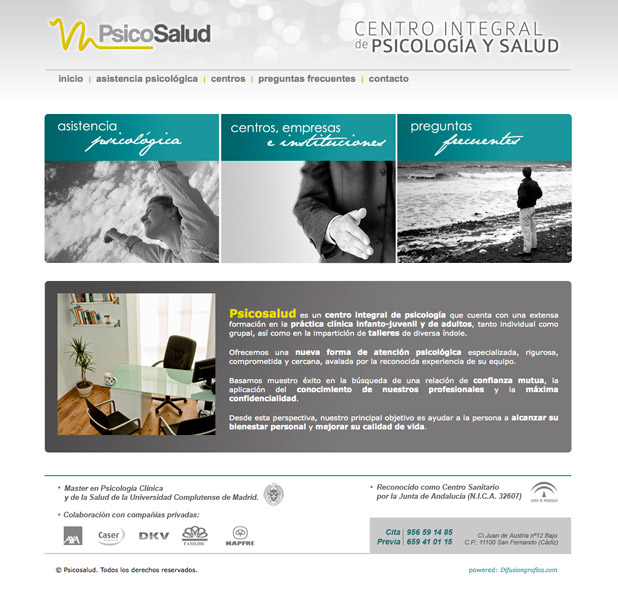 PsicoSalud
CENTRO INTEGRAL
de PSICOLOGÍA Y SALUD
inicio | asistencia psicológica | centros | preguntas frecuentes | contacto
asistencia
psicológica
centros, empresas
e instituciones
preguntas
frecuentes
Psicosalud es un centro integral de psicología que cuenta con una extensa
formación en la práctica clínica infanto-juvenil y de adultos, tanto individual como
grupal, así como en la impartición de talleres de diversa índole.
Ofrecemos una nueva forma de atención psicológica especializada, rigurosa,
comprometida y cercana, avalada por la reconocida experiencia de su equipo.
Basamos muestro éxito en la búsqueda de una relación de confianza mutua, la
aplicación del conocimiento de nuestros profesionales y la máxima
confidencialidad.
Desde esta perspectiva, nuestro principal objetivo es ayudar a la persona a alcanzar su
bienestar personal y mejorar su calidad de vida.
• Master en Psicología Clínica
y de la Salud de la Universidad Complutense de Madrid.
• Reconocido como Centro Sanitario
por la Junta de Andalucía (N.I.C.A. 32607)
JUNTA DE ANDALUCIA
• Colaboración con compañías privadas:
AXA
Caser
DKV
FAMEDIC
MAPFRE
Cita | 956 59 14 85
Previa | 659 41 01 15
C\ Juan de Austria nº12 Bajo
C.P.: 11100 San Fernando (Cádiz)
© Psicosalud. Todos los derechos reservados.
powered: Difusiongrafico.com